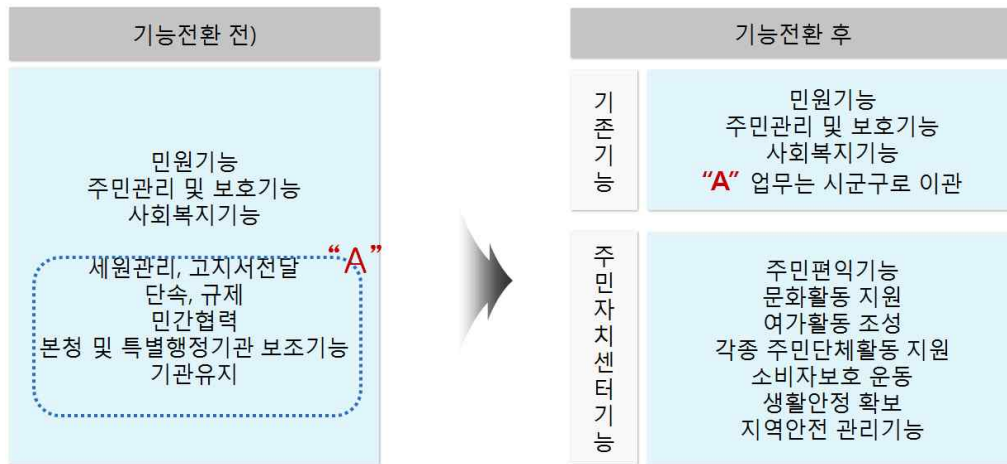 기능전환 전)
민원기능
주민관리 및 보호기능
사회복지기능
“A”
세원관리, 고지서전달
단속, 규제
민간협력
본청 및 특별행정기관 보조기능
기관유지
기능전환 후
기존기능
민원기능
주민관리 및 보호기능
사회복지기능
“A” 업무는 시군구로 이관
주민자치센터기능
주민편익기능
문화활동 지원
여가활동 조성
각종 주민단체활동 지원
소비자보호 운동
생활안정 확보
지역안전 관리기능